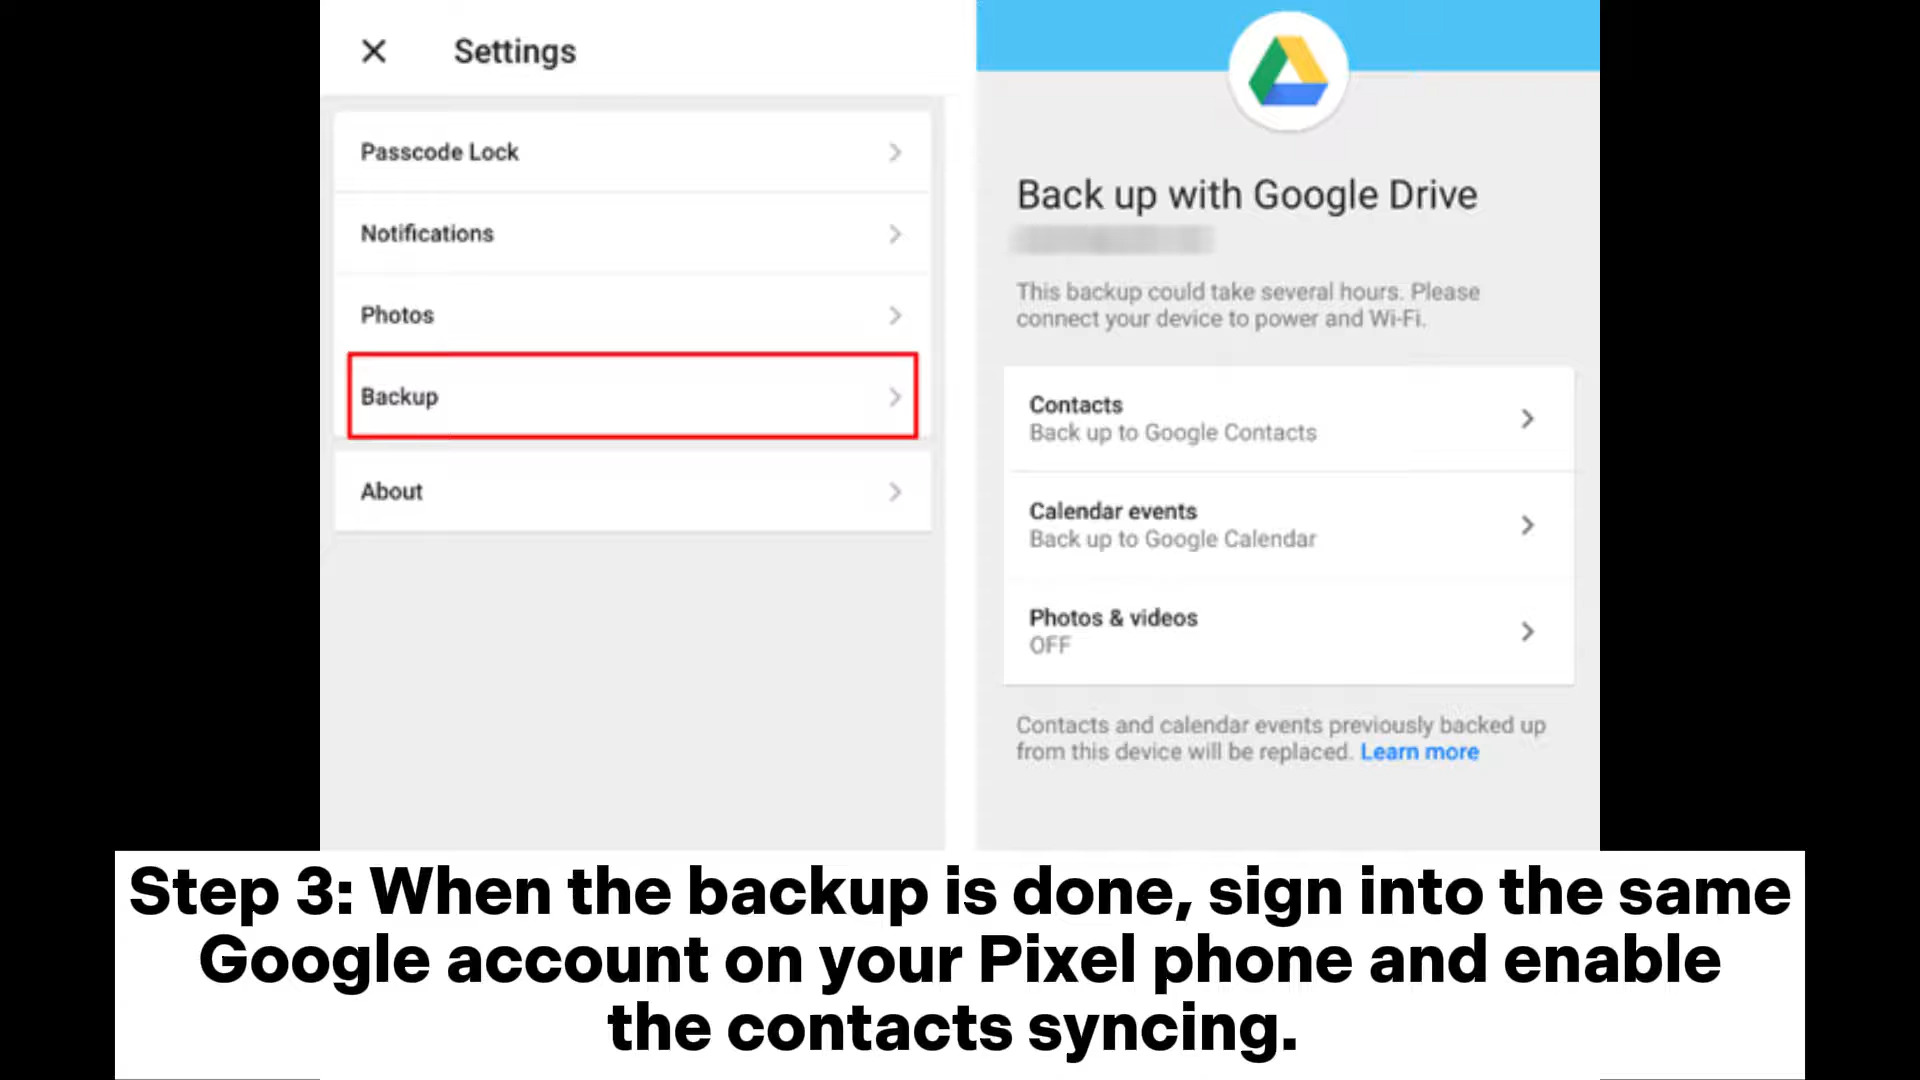 Settings
Passcode Lock
Notifications
Photos
Backup
About
Back up with Google Drive
This backup could take several hours. Please
connect your device to power and Wi-Fi.
Contacts
Back up to Google Contacts
Calendar events
Back up to Google Calendar
Photos & videos
OFF
Contacts and calendar events previously backed up
from this device will be replaced. Learn more
Step 3: When the backup is done, sign into the same
Google account on your Pixel phone and enable
the contacts syncing.